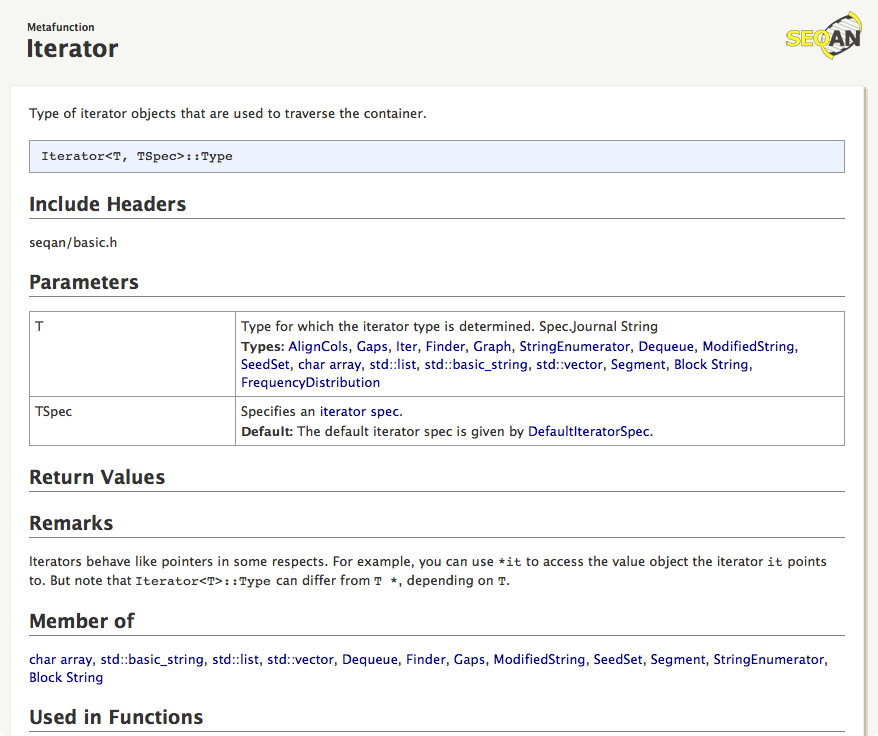 Metafunction
Iterator
SEQAN
Type of iterator objects that are used to traverse the container.
Iterator<T, TSpec>::Type
Include Headers
seqan/basic.h
Parameters
T
Type for which the iterator type is determined. Spec.Journal String
Types: AlignCols, Gaps, Iter, Finder, Graph, StringEnumerator, Dequeue, ModifiedString,
SeedSet, char array, std::list, std::basic_string, std::vector, Segment, Block String,
FrequencyDistribution
TSpec
Specifies an iterator spec.
Default: The default iterator spec is given by DefaultIteratorSpec.
Return Values
Remarks
Iterators behave like pointers in some respects. For example, you can use *it to access the value object the iterator it points
to. But note that Iterator<T>::Type can differ from T *, depending on T.
Member of
char array, std::basic_string, std::list, std::vector, Dequeue, Finder, Gaps, ModifiedString, SeedSet, Segment, StringEnumerator,
Block String
Used in Functions